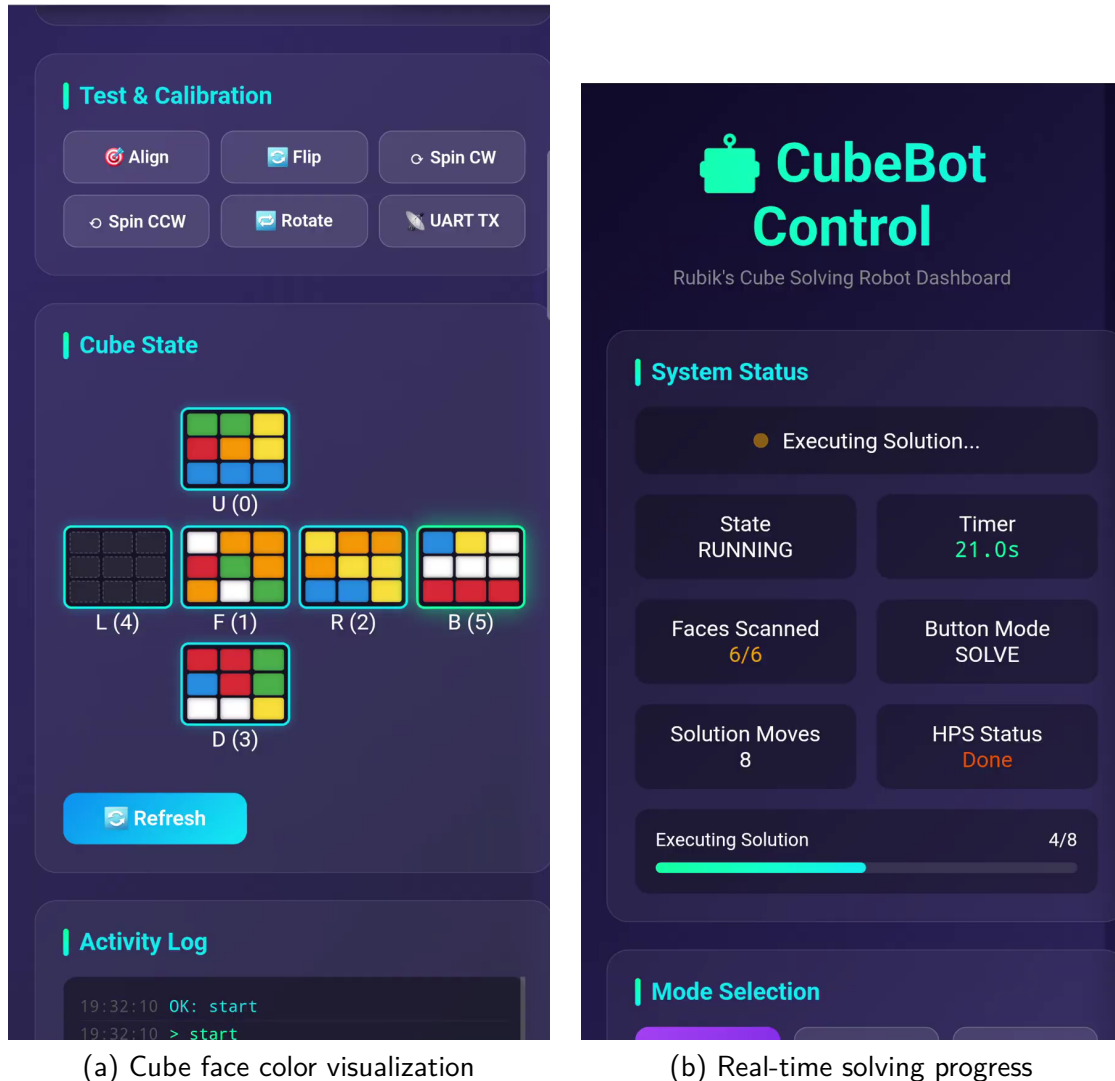 Test & Calibration
Align
Flip
Spin CW
Spin CCW
Rotate
UART TX
Cube State
U (0)
L (4)
F (1)
R (2)
B (5)
D (3)
Refresh
Activity Log
19:32:10 OK: start
19:32:10 > start
(a) Cube face color visualization
CubeBot
Control
Rubik's Cube Solving Robot Dashboard
System Status
Executing Solution...
State
RUNNING
Timer
21.0s
Faces Scanned
6/6
Button Mode
SOLVE
Solution Moves
8
HPS Status
Done
Executing Solution 4/8
Mode Selection
(b) Real-time solving progress